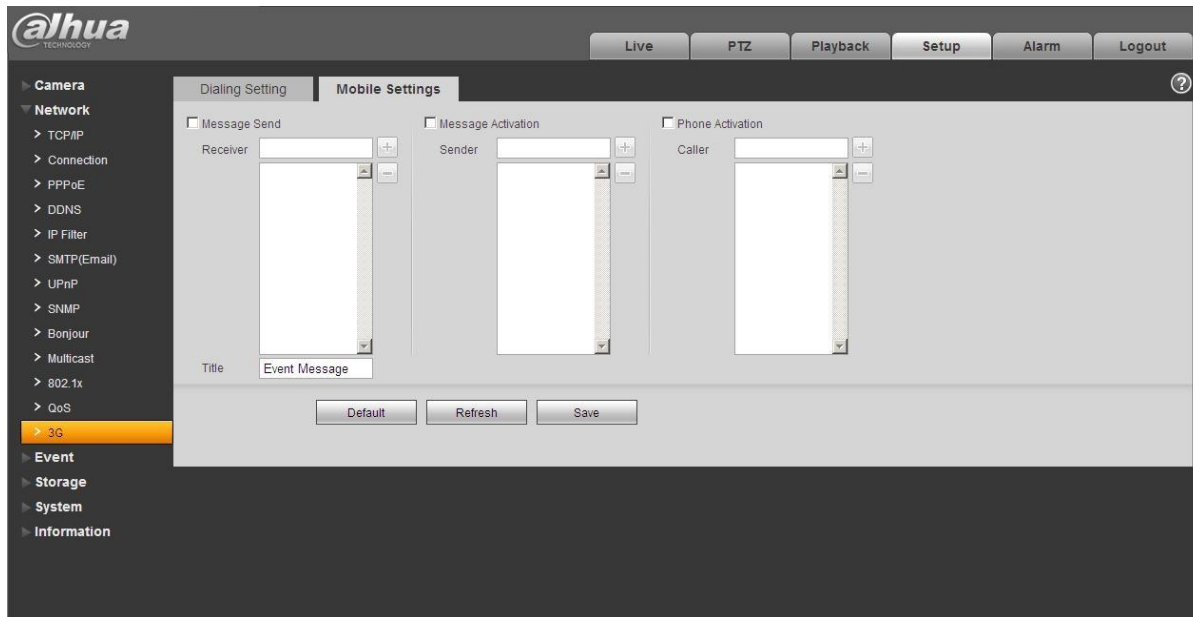 alhua
TECHNOLOGY
Live PTZ Playback Setup Alarm Logout
Camera
Network
> TCP/IP
> Connection
> PPPoE
> DDNS
> IP Filter
> SMTP(Email)
> UPnP
> SNMP
> Bonjour
> Multicast
> 802.1x
> QoS
> 3G
Event
Storage
System
Information
Dialing Setting Mobile Settings
?
Message Send Message Activation Phone Activation
Receiver + Sender + Caller +
- - -
Title Event Message
Default Refresh Save